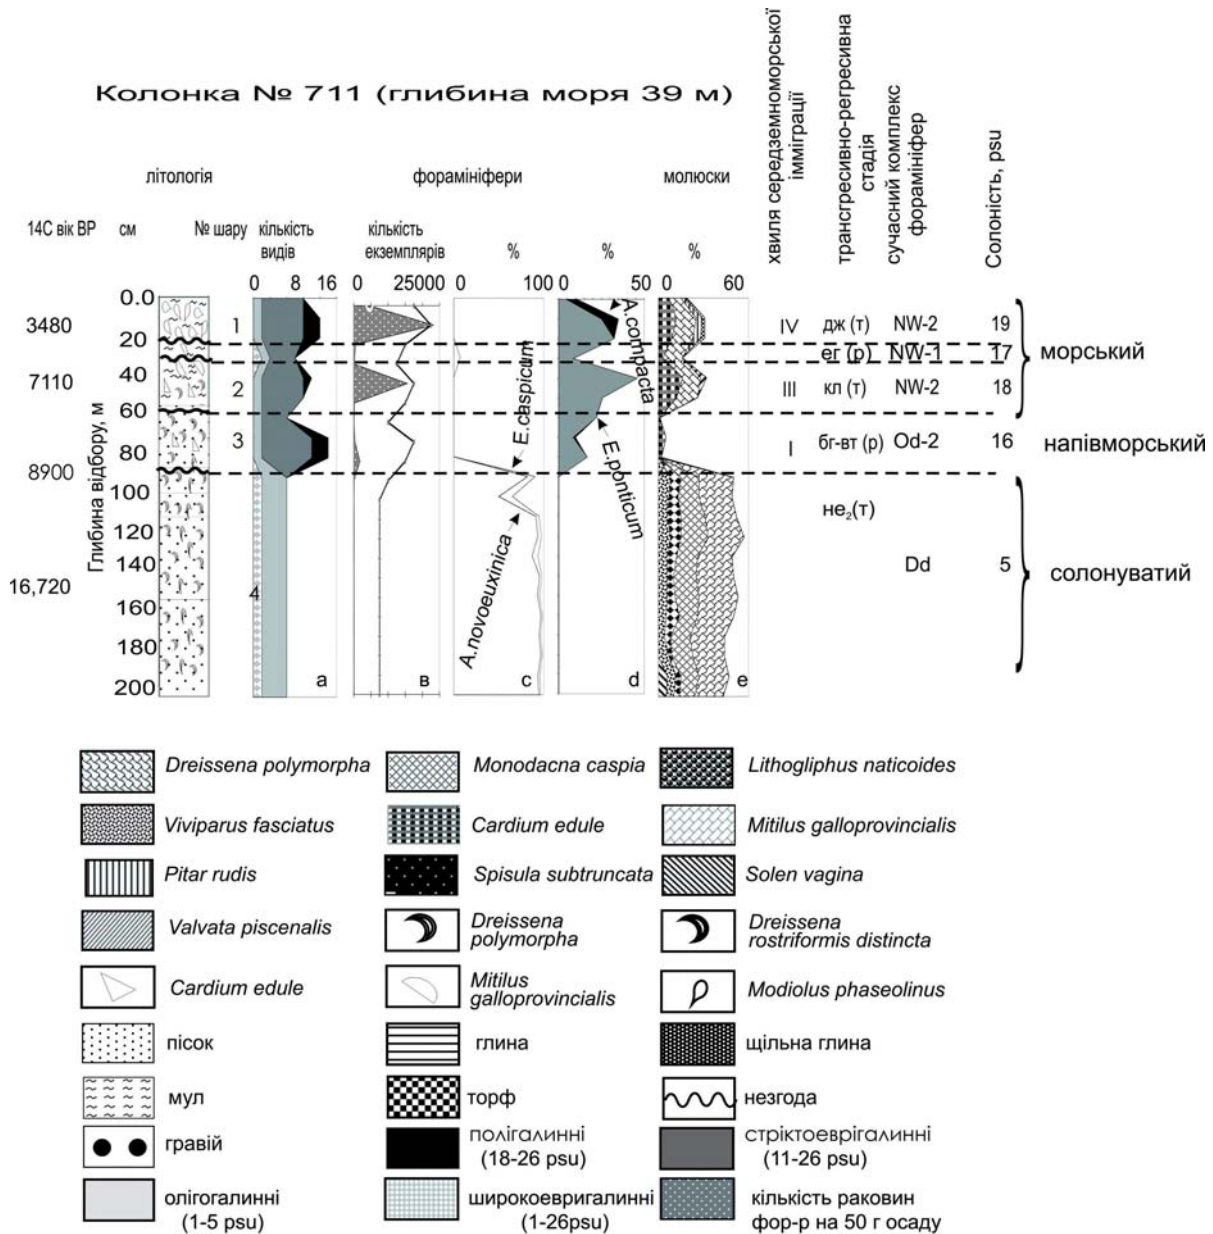 Колонка № 711 (глибина моря 39 м)
хвиля середземноморської
імміграції
трансгресивно-регресивна
стадія
сучасний комплекс
форамініфер
Солоність, psu
літологія
форамініфери
молюски
14С вік ВР
см
№ шару
кількість
видів
кількість
екземплярів
%
%
%
0 8 16
0 25000
0 100
0 50
0 60
Глибина відбору, м
0.0
20
40
60
80
100
120
140
160
180
200
3480
7110
8900
16,720
1
2
3
4
a
в
c
d
e
E.caspicum
A.novoeuxinica
A.compacta
E.ponticum
IV дж (т) NW-2 19
ег (р) NW-1 17
III кл (т) NW-2 18
I бг-вт (р) Od-2 16
не2(т)
Dd 5
морський
напівморський
солонуватий
Dreissena polymorpha
Monodacna caspia
Lithogliphus naticoides
Viviparus fasciatus
Cardium edule
Mitilus galloprovincialis
Pitar rudis
Spisula subtruncata
Solen vagina
Valvata piscenalis
Dreissena
polymorpha
Dreissena
rostriformis distincta
Cardium edule
Mitilus
galloprovincialis
Modiolus phaseolinus
пісок
глина
щільна глина
мул
торф
незгода
гравій
полігалинні
(18-26 psu)
стріктоеврігалинні
(11-26 psu)
олігогалинні
(1-5 psu)
широкоевригалинні
(1-26psu)
кількість раковин
фор-р на 50 г осаду